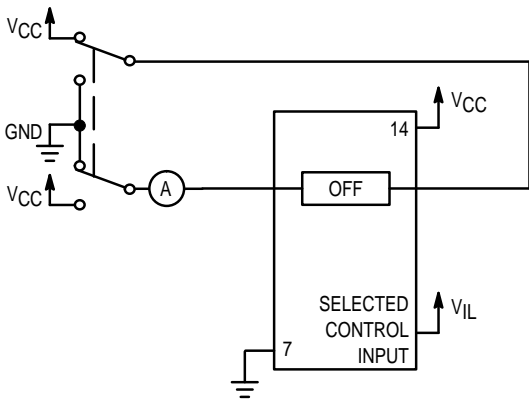 VCC
GND
VCC
A
OFF
14
VCC
SELECTED
CONTROL
INPUT
VIL
7